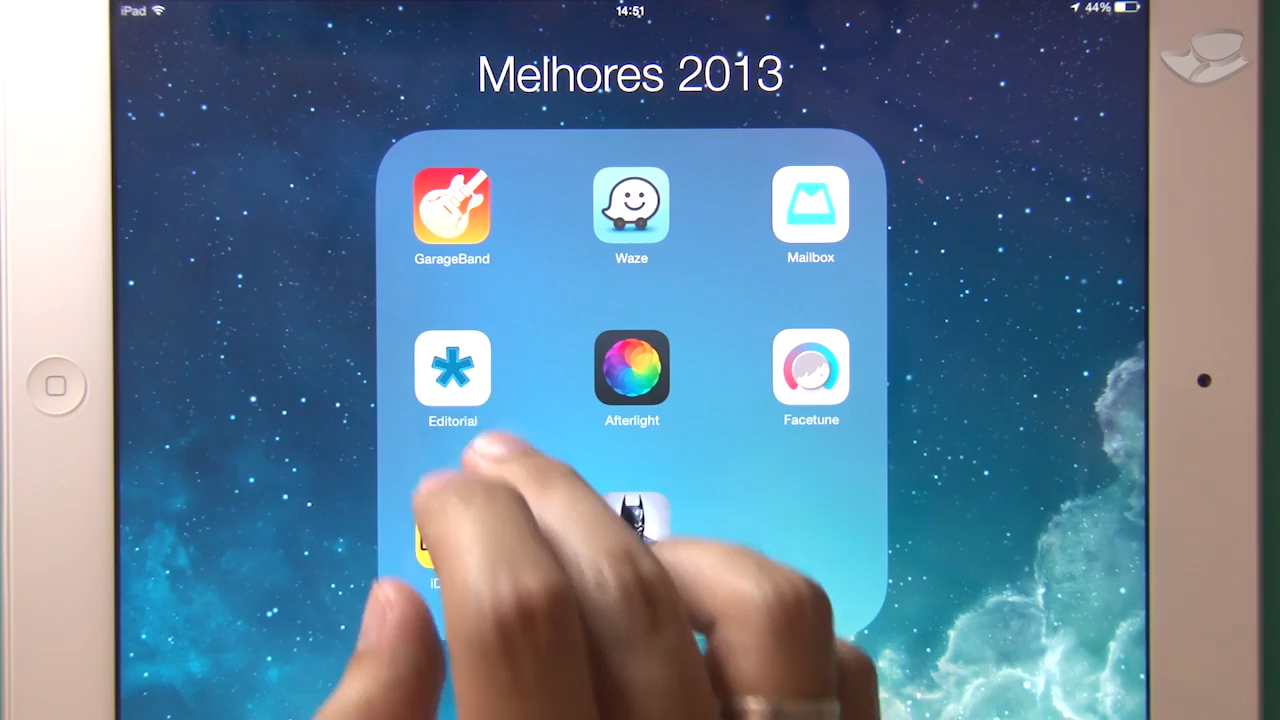 iPad 14:51 44%
Melhores 2013
GarageBand Waze Mailbox
Editorial Afterlight Facetune